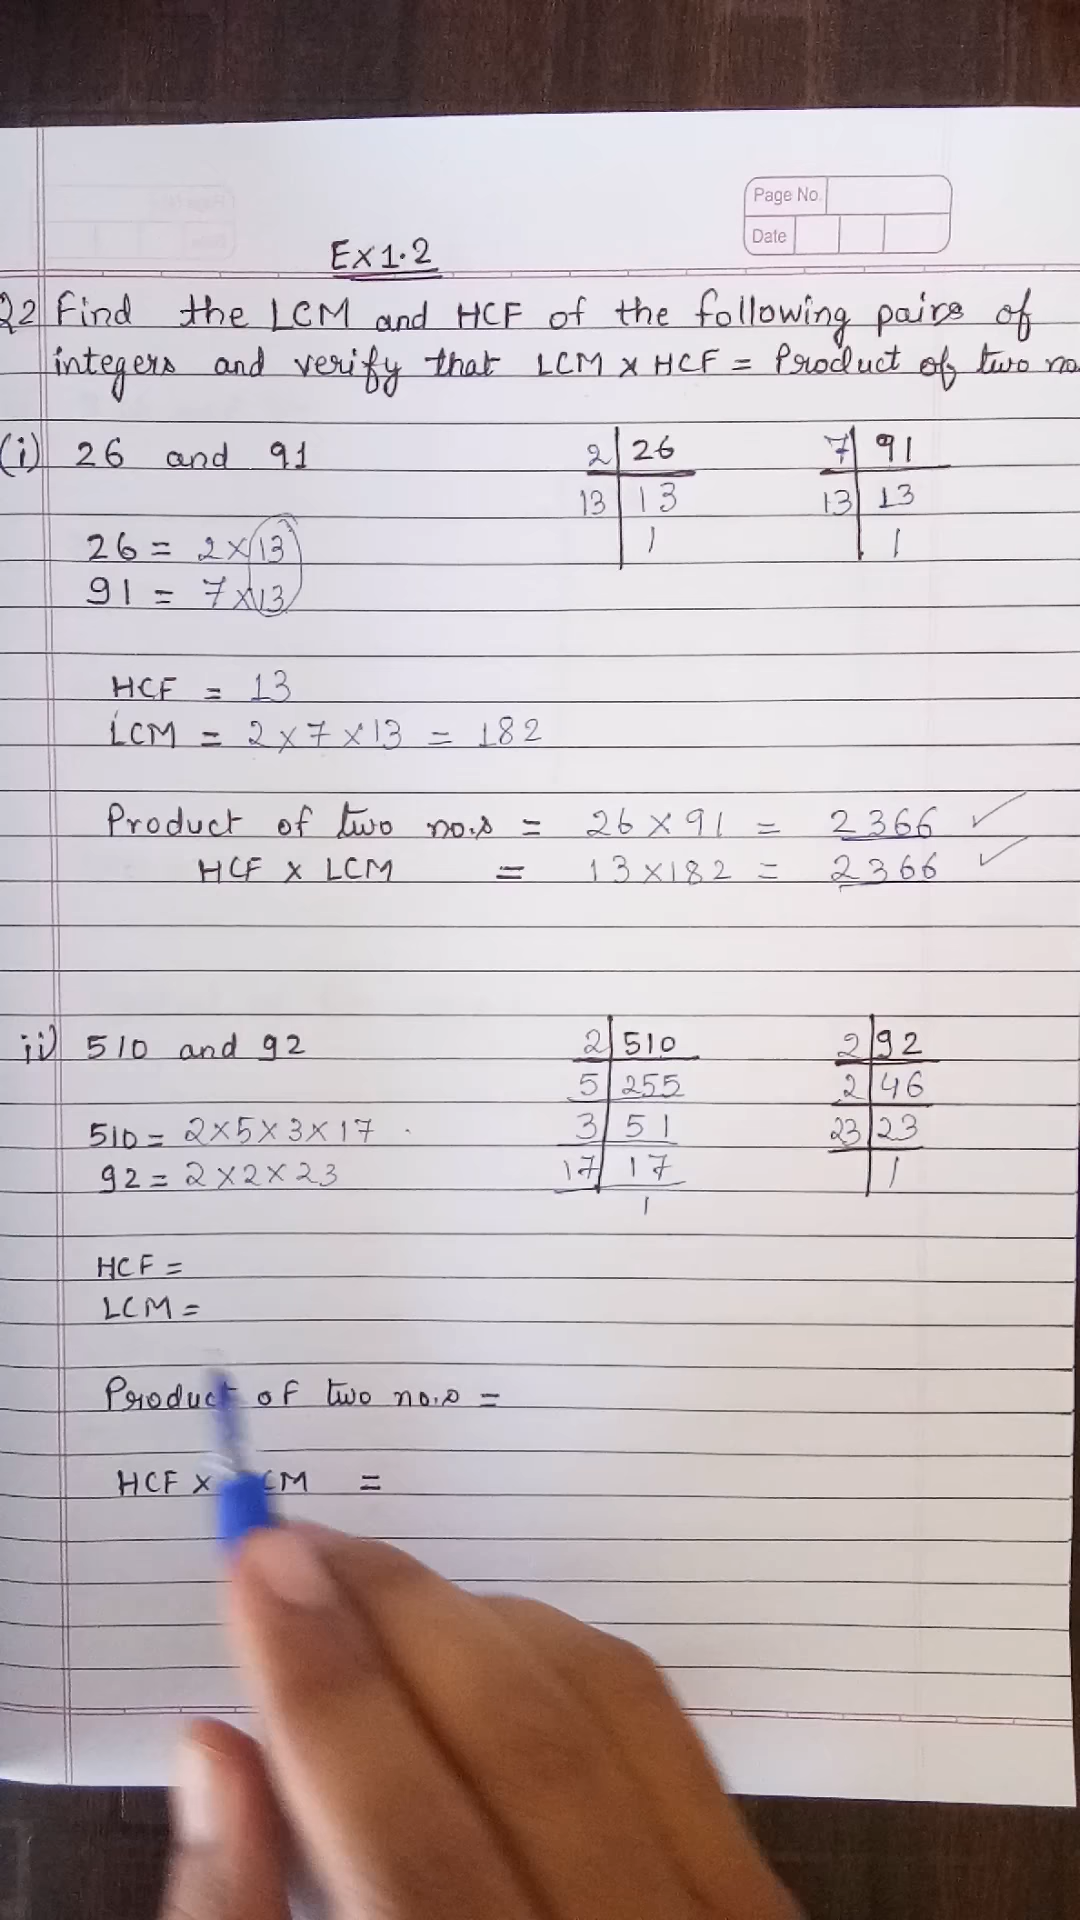 Page No.
Date
Ex 1.2
Q2 Find the LCM and HCF of the following pairs of
integers and verify that LCM × HCF = Product of two no.
(i) 26 and 91
2 | 26
13 | 13
1
7 | 91
13 | 13
1
26 = 2 × 13
91 = 7 × 13
HCF = 13
LCM = 2 × 7 × 13 = 182
Product of two no.s = 26 × 91 = 2366 ✓
HCF × LCM = 13 × 182 = 2366 ✓
ii) 510 and 92
2 | 510
5 | 255
3 | 51
17 | 17
1
2 | 92
2 | 46
23 | 23
1
510 = 2 × 5 × 3 × 17
92 = 2 × 2 × 23
HCF =
LCM =
Product of two no.s =
HCF × CM =